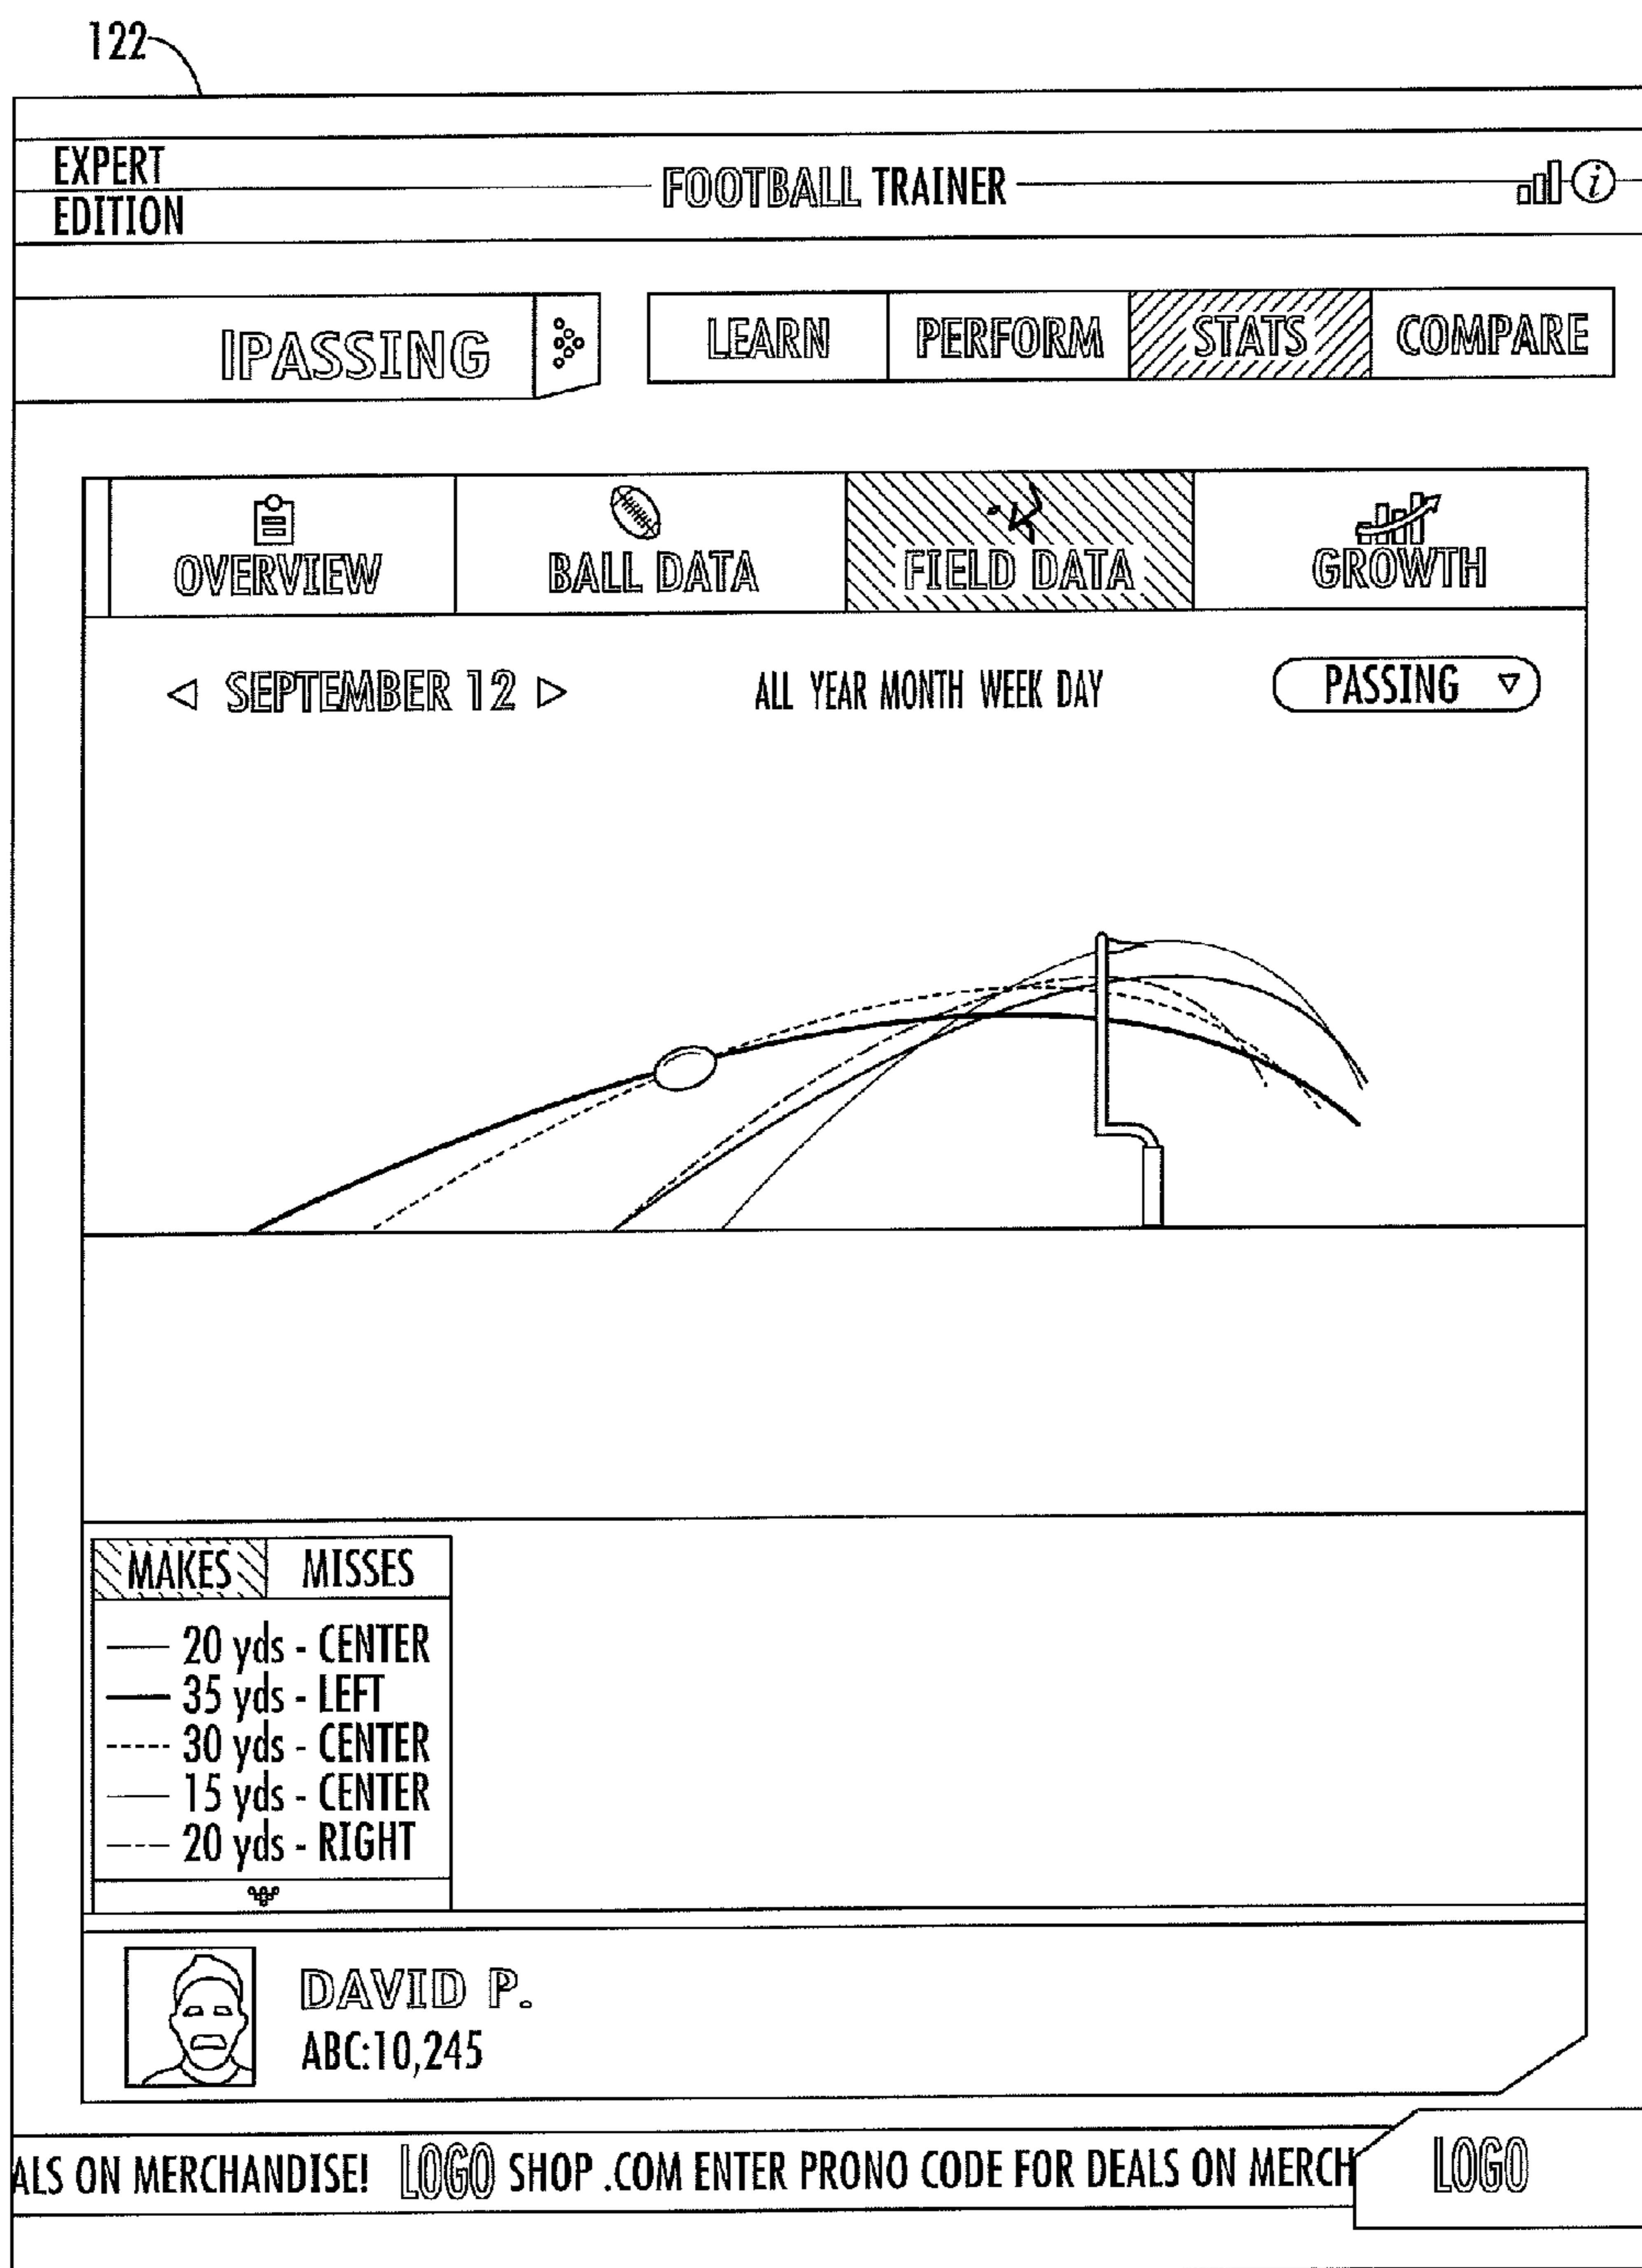 122
EXPERT
EDITION
FOOTBALL TRAINER
i
IPASSING
LEARN
PERFORM
STATS
COMPARE
OVERVIEW
BALL DATA
FIELD DATA
GROWTH
SEPTEMBER 12
ALL YEAR MONTH WEEK DAY
PASSING
MAKES
MISSES
20 yds - CENTER
35 yds - LEFT
30 yds - CENTER
15 yds - CENTER
20 yds - RIGHT
DAVID P.
ABC:10,245
ALS ON MERCHANDISE! LOGO SHOP .COM ENTER PRONO CODE FOR DEALS ON MERCH
LOGO